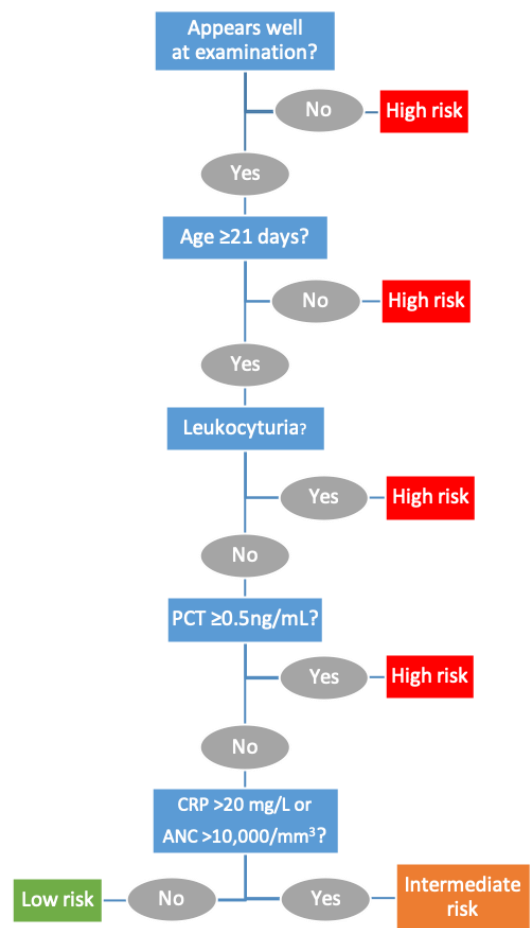 Appears well
at examination?
No
High risk
Yes
Age ≥21 days?
No
High risk
Yes
Leukocyturia?
Yes
High risk
No
PCT ≥0.5ng/mL?
Yes
High risk
No
CRP >20 mg/L or
ANC >10,000/mm³?
Low risk
No
Yes
Intermediate
risk